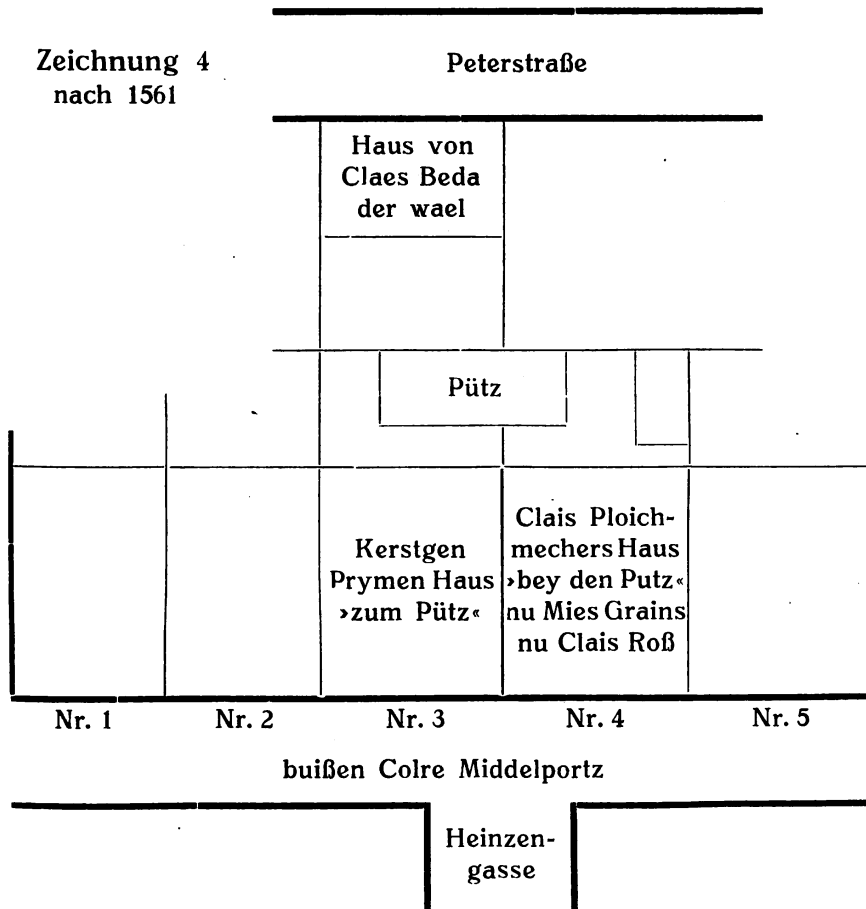 Zeichnung 4
nach 1561
Peterstraße
Haus von
Claes Beda
der wael
Pütz
Kerstgen
Prymen Haus
›zum Pütz‹
Clais Ploich-
mechers Haus
›bey den Putz‹
nu Mies Grains
nu Clais Roß
Nr. 1 Nr. 2 Nr. 3 Nr. 4 Nr. 5
buißen Colre Middelportz
Heinzen-
gasse